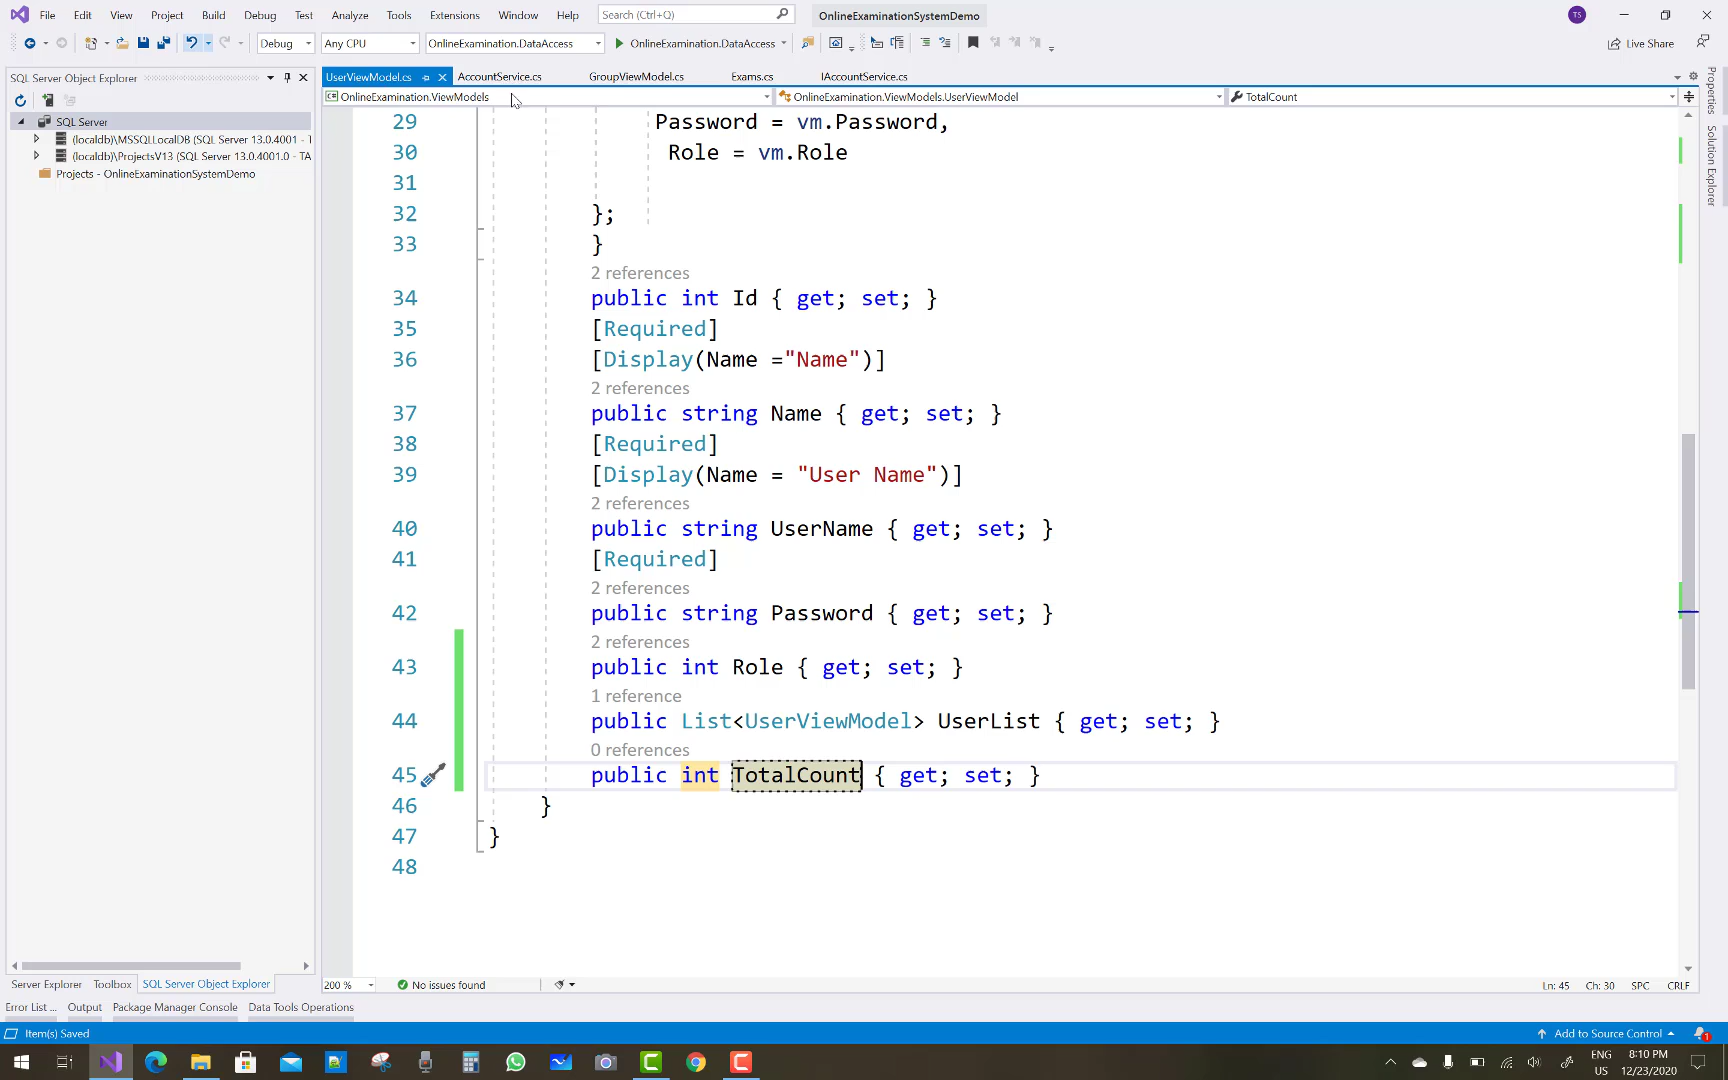 File Edit View Project Build Debug Test Analyze Tools Extensions Window Help Search (Ctrl+Q) OnlineExaminationSystemDemo TS
Debug Any CPU OnlineExamination.DataAccess OnlineExamination.DataAccess Live Share
SQL Server Object Explorer
UserViewModel.cs AccountService.cs GroupViewModel.cs Exams.cs IAccountService.cs
OnlineExamination.ViewModels OnlineExamination.ViewModels.UserViewModel TotalCount
SQL Server
(localdb)\MSSQLLocalDB (SQL Server 13.0.4001 - T
(localdb)\ProjectsV13 (SQL Server 13.0.4001.0 - TA
Projects - OnlineExaminationSystemDemo
29 Password = vm.Password,
30 Role = vm.Role
31
32 };
33 }
2 references
34 public int Id { get; set; }
35 [Required]
36 [Display(Name ="Name")]
2 references
37 public string Name { get; set; }
38 [Required]
39 [Display(Name = "User Name")]
2 references
40 public string UserName { get; set; }
41 [Required]
2 references
42 public string Password { get; set; }
2 references
43 public int Role { get; set; }
1 reference
44 public List<UserViewModel> UserList { get; set; }
0 references
45 public int TotalCount { get; set; }
46 }
47 }
48
Properties
Solution Explorer
Server Explorer Toolbox SQL Server Object Explorer
200 % No issues found Ln: 45 Ch: 30 SPC CRLF
Error List ... Output Package Manager Console Data Tools Operations
Item(s) Saved Add to Source Control 1
ENG
US
8:10 PM
12/23/2020